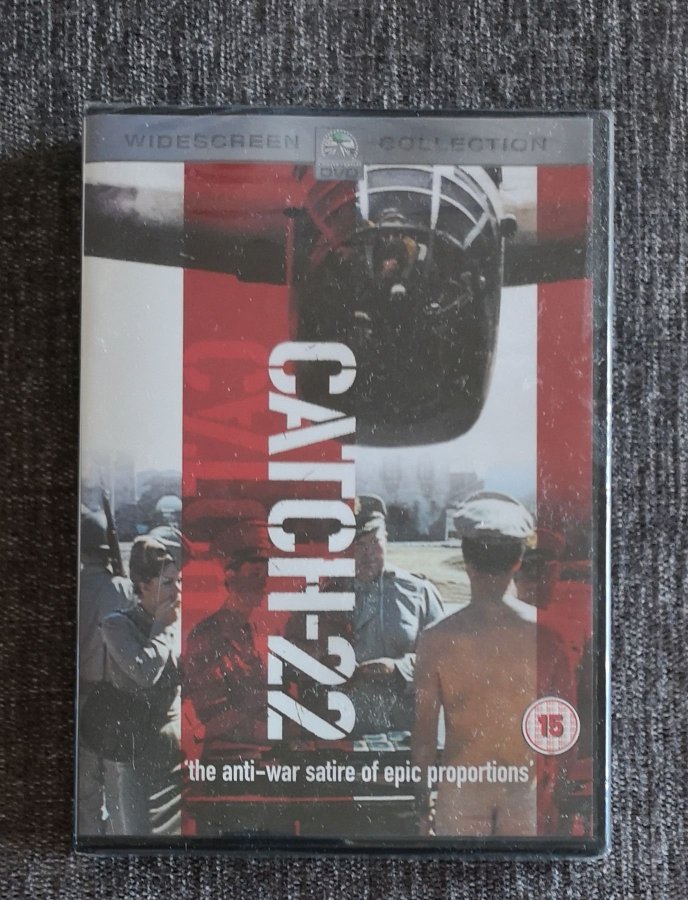 WIDESCREEN COLLECTION
DVD
CATCH-22
15
'the anti-war satire of epic proportions'